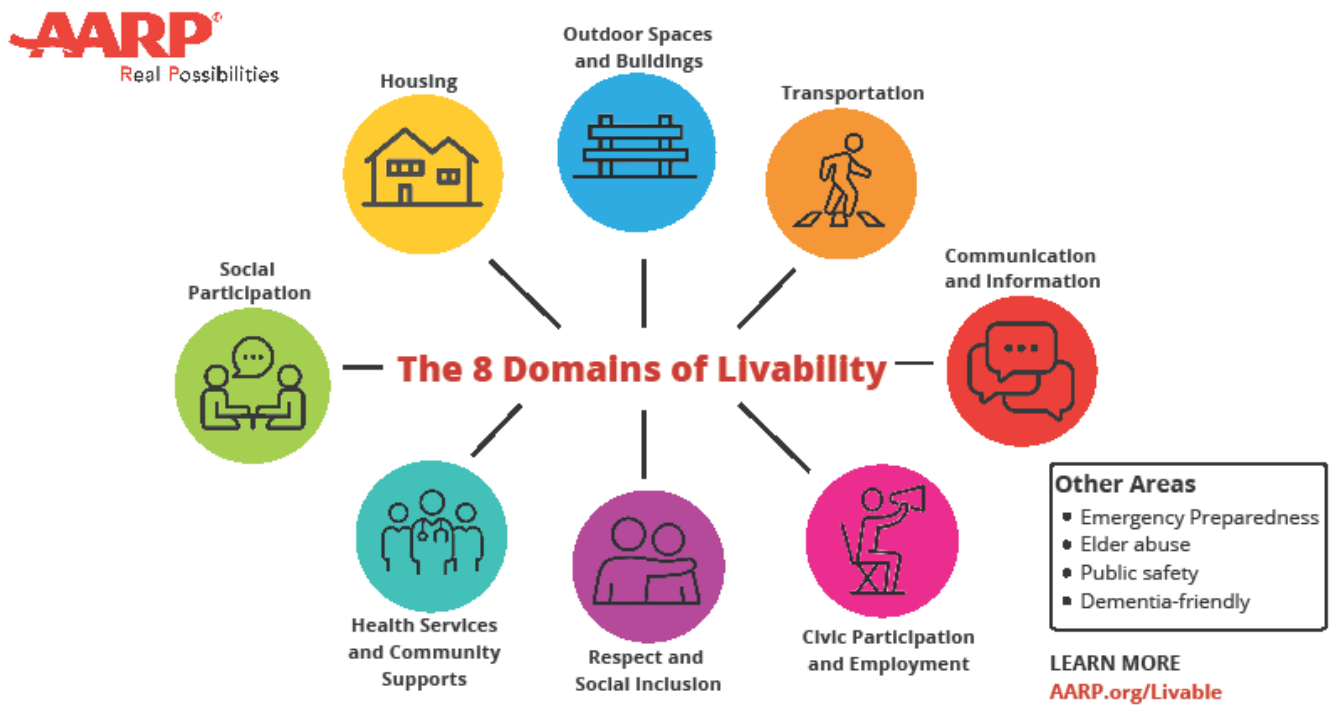 AARP®
Real Possibilities
Outdoor Spaces
and Buildings
Housing
Transportation
Social
Participation
Communication
and Information
The 8 Domains of Livability
Health Services
and Community
Supports
Respect and
Social Inclusion
Civic Participation
and Employment
Other Areas
Emergency Preparedness
Elder abuse
Public safety
Dementia-friendly
LEARN MORE
AARP.org/Livable